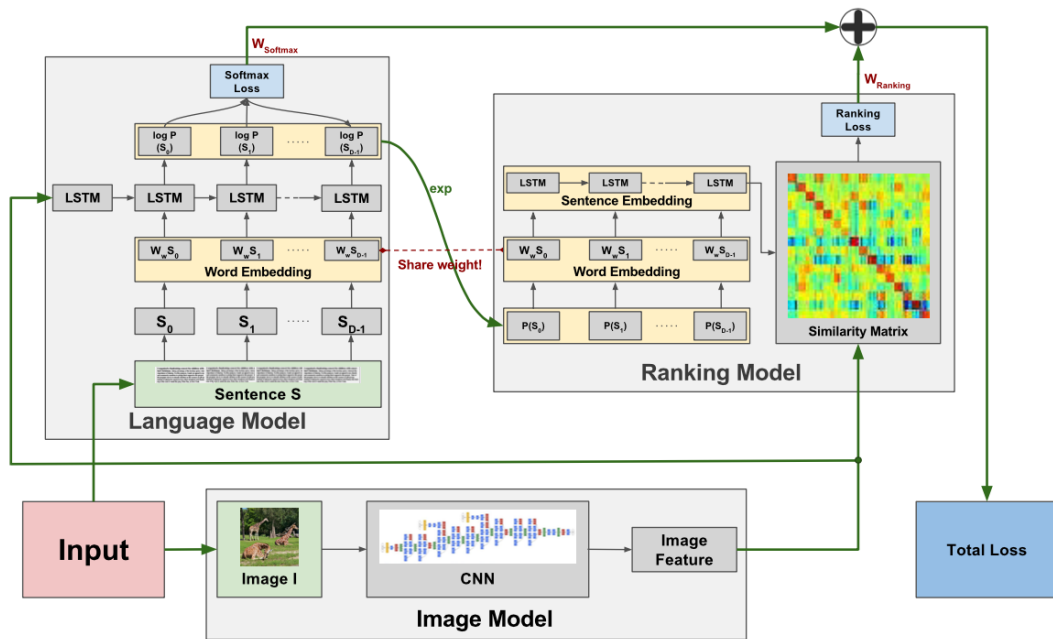 W_Softmax
Softmax
Loss
log P
(S_0)
log P
(S_1)
.....
log P
(S_D-1)
LSTM
LSTM
LSTM
LSTM
W_wS_0
W_wS_1
.....
W_wS_D-1
Word Embedding
S_0
S_1
.....
S_D-1
Sentence S
Language Model
exp
Share weight!
W_Ranking
Ranking
Loss
LSTM
LSTM
LSTM
Sentence Embedding
W_wS_0
W_wS_1
.....
W_wS_D-1
Word Embedding
P(S_0)
P(S_1)
.....
P(S_D-1)
Similarity Matrix
Ranking Model
Input
Image I
CNN
Image
Feature
Image Model
Total Loss